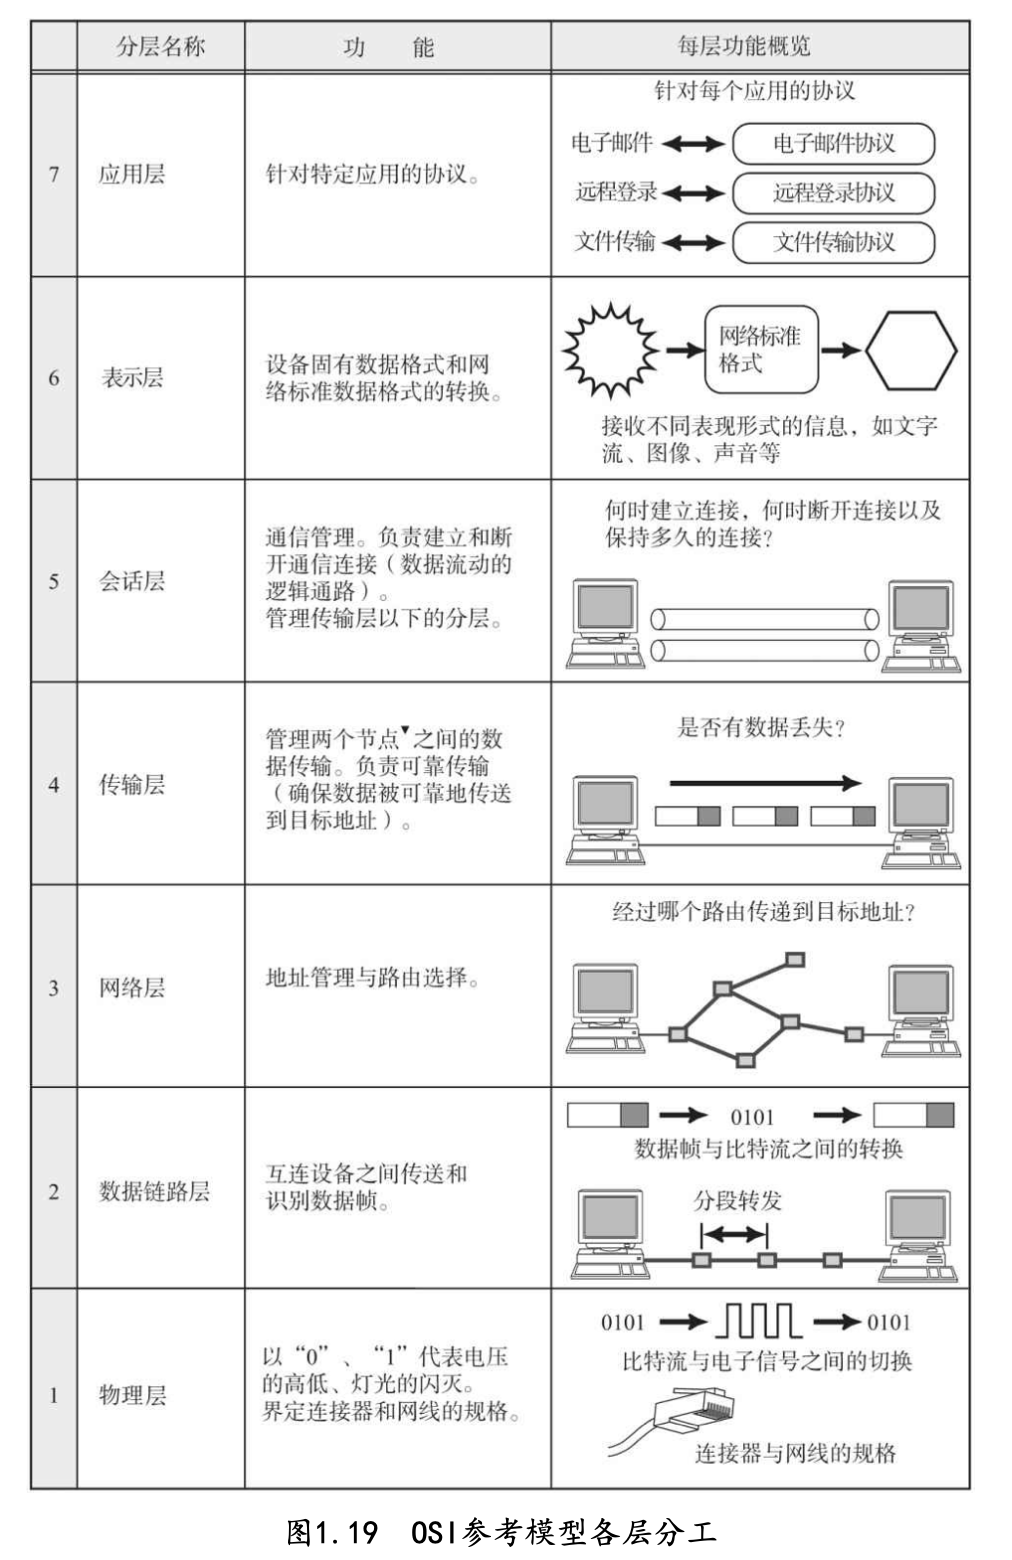 分层名称 功 能 每层功能概览
7 应用层 针对特定应用的协议。
针对每个应用的协议
电子邮件 电子邮件协议
远程登录 远程登录协议
文件传输 文件传输协议
6 表示层
设备固有数据格式和网
络标准数据格式的转换。
网络标准
格式
接收不同表现形式的信息，如文字
流、图像、声音等
5 会话层
通信管理。负责建立和断
开通信连接（数据流动的
逻辑通路）。
管理传输层以下的分层。
何时建立连接，何时断开连接以及
保持多久的连接？
4 传输层
管理两个节点▼之间的数
据传输。负责可靠传输
（确保数据被可靠地传送
到目标地址）。
是否有数据丢失？
3 网络层 地址管理与路由选择。
经过哪个路由传递到目标地址？
2 数据链路层
互连设备之间传送和
识别数据帧。
0101
数据帧与比特流之间的转换
分段转发
1 物理层
以“0”、“1”代表电压
的高低、灯光的闪灭。
界定连接器和网线的规格。
0101 0101
比特流与电子信号之间的切换
连接器与网线的规格
图1.19 OSI参考模型各层分工